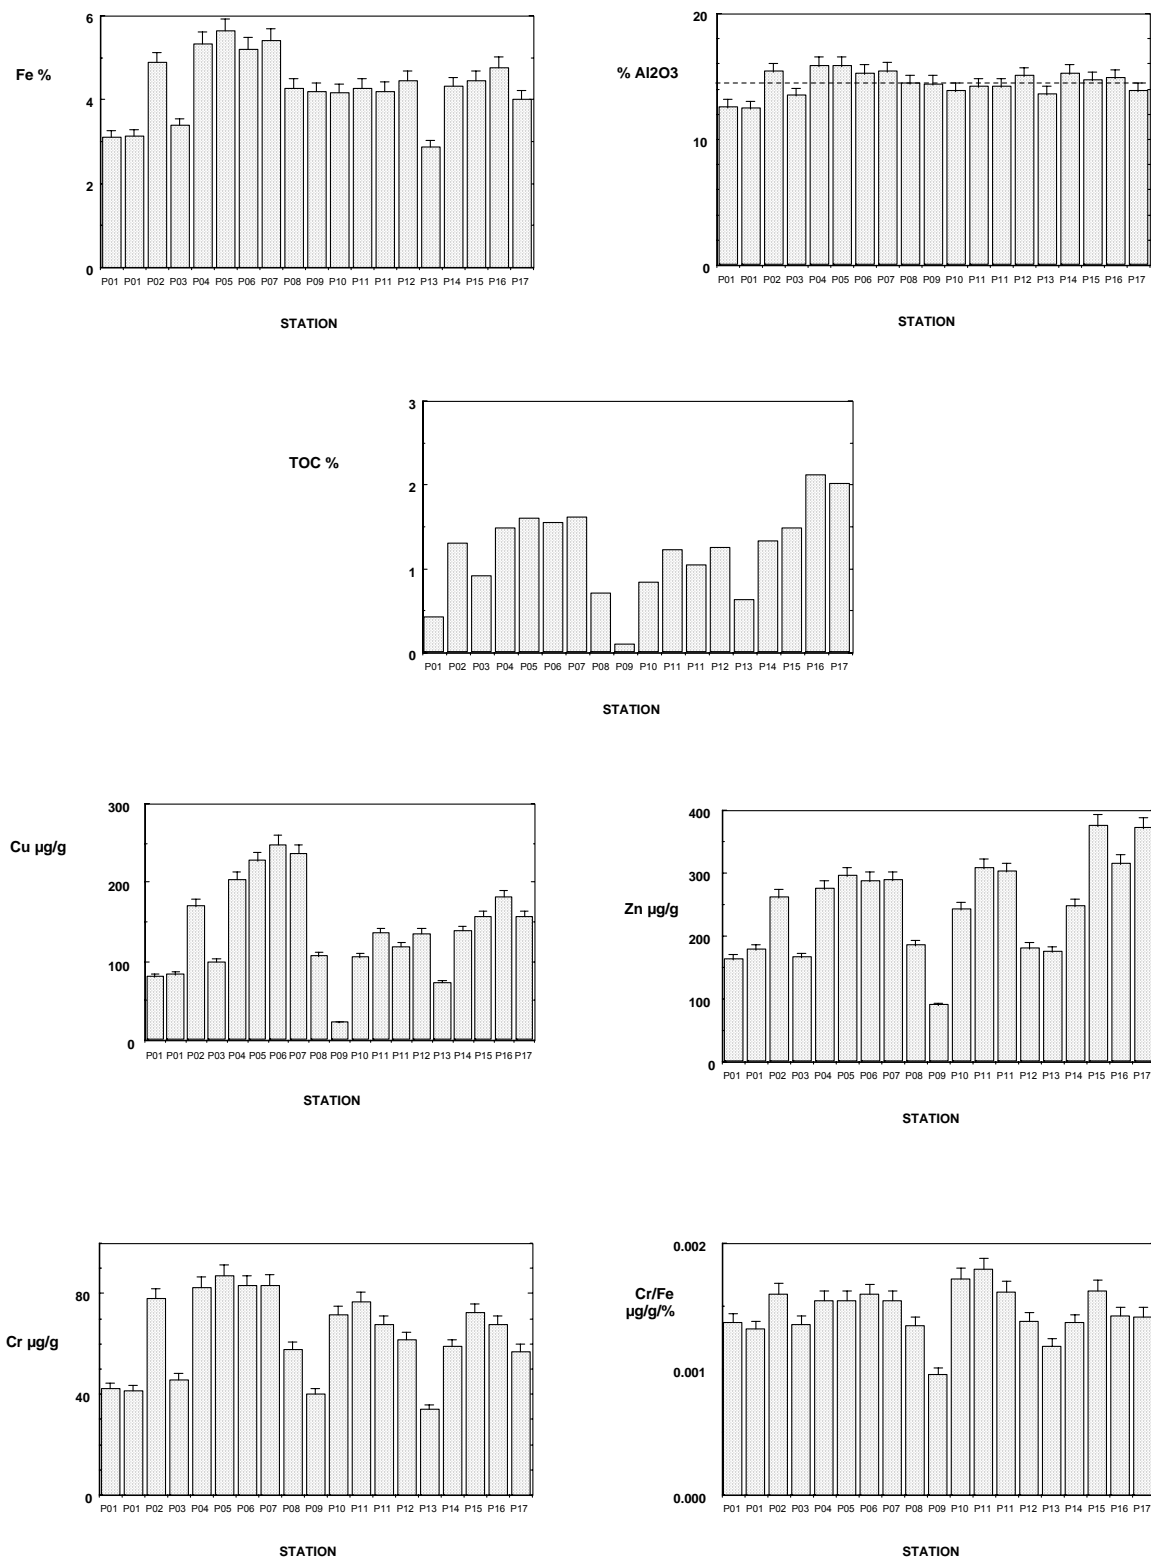 6
4
2
0
Fe %
P01 P01 P02 P03 P04 P05 P06 P07 P08 P09 P10 P11 P11 P12 P13 P14 P15 P16 P17
STATION
20
10
0
% Al2O3
P01 P01 P02 P03 P04 P05 P06 P07 P08 P09 P10 P11 P11 P12 P13 P14 P15 P16 P17
STATION
3
2
1
0
TOC %
P01 P02 P03 P04 P05 P06 P07 P08 P09 P10 P11 P11 P12 P13 P14 P15 P16 P17
STATION
300
200
100
0
Cu µg/g
P01 P01 P02 P03 P04 P05 P06 P07 P08 P09 P10 P11 P11 P12 P13 P14 P15 P16 P17
STATION
400
300
200
100
0
Zn µg/g
P01 P01 P02 P03 P04 P05 P06 P07 P08 P09 P10 P11 P11 P12 P13 P14 P15 P16 P17
STATION
80
40
0
Cr µg/g
P01 P01 P02 P03 P04 P05 P06 P07 P08 P09 P10 P11 P11 P12 P13 P14 P15 P16 P17
STATION
0.002
0.001
0.000
Cr/Fe
µg/g/%
P01 P01 P02 P03 P04 P05 P06 P07 P08 P09 P10 P11 P11 P12 P13 P14 P15 P16 P17
STATION